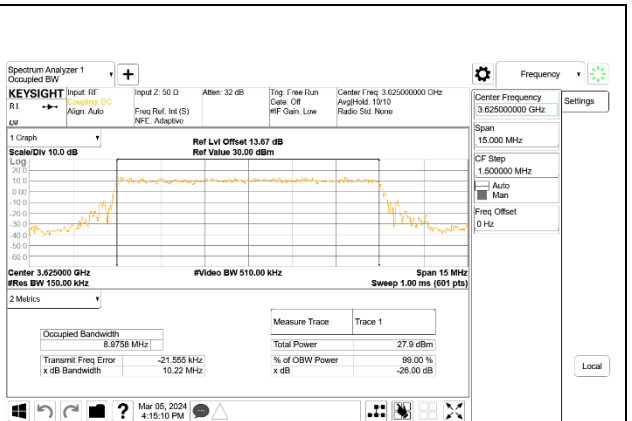 Spectrum Analyzer 1
Occupied BW
Frequency
KEYSIGHT Input: RF Input Z: 50 Ω Atten: 32 dB Trig: Free Run Center Freq: 3.625000000 GHz
RL Coupling: DC Gate: Off Avg|Hold: 10/10
Align: Auto Freq Ref: Int (S) #IF Gain: Low Radio Std: None
NFE: Adaptive
Center Frequency
3.625000000 GHz
Settings
Span
15.000 MHz
CF Step
1.500000 MHz
Auto
Man
Freq Offset
0 Hz
Local
1 Graph
Ref Lvl Offset 13.67 dB
Scale/Div 10.0 dB Ref Value 30.00 dBm
Log
20.0
10.0
0.00
-10.0
-20.0
-30.0
-40.0
-50.0
-60.0
Center 3.625000 GHz #Video BW 510.00 kHz Span 15 MHz
#Res BW 150.00 kHz Sweep 1.00 ms (601 pts)
2 Metrics
Measure Trace Trace 1
Occupied Bandwidth
8.9758 MHz Total Power 27.9 dBm
Transmit Freq Error -21.555 kHz % of OBW Power 99.00 %
x dB Bandwidth 10.22 MHz x dB -26.00 dB
? Mar 05, 2024
4:15:10 PM